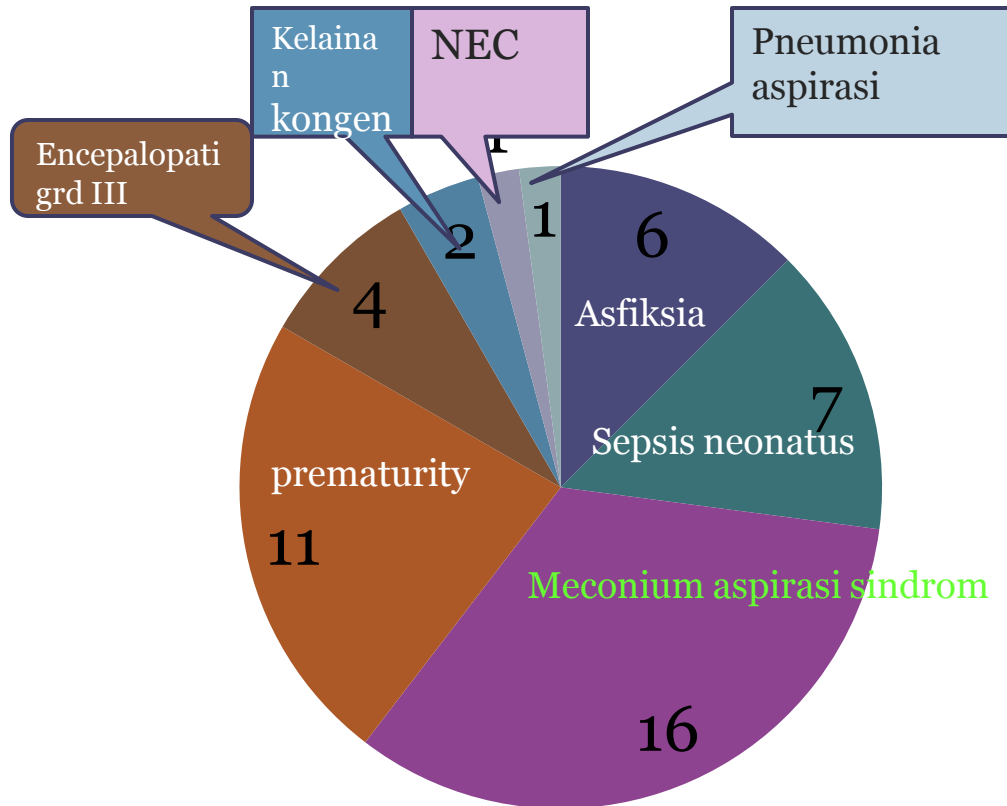 Kelaina
n
kongen
NEC
Pneumonia
aspirasi
Encepalopati
grd III
1
2
1
6
4
Asfiksia
7
Sepsis neonatus
prematurity
11
Meconium aspirasi sindrom
16